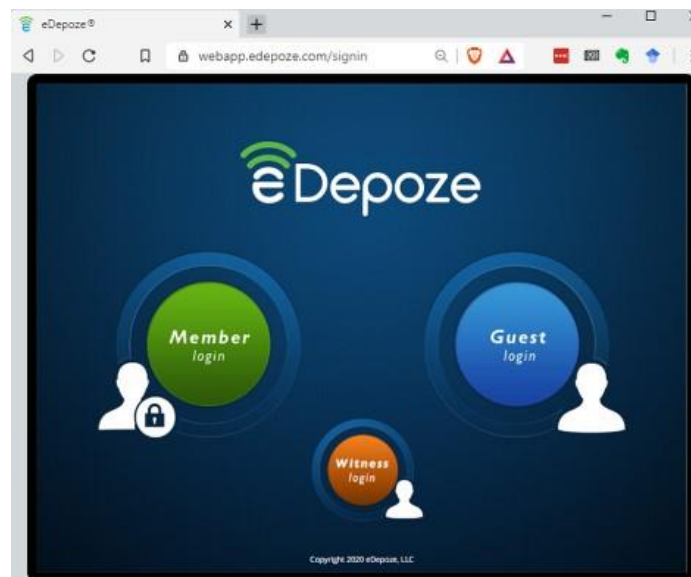 eDepoze®
webapp.edepoze.com/signin
eDepoze
Member
login
Guest
login
Witness
login
Copyright 2020 eDepoze, LLC